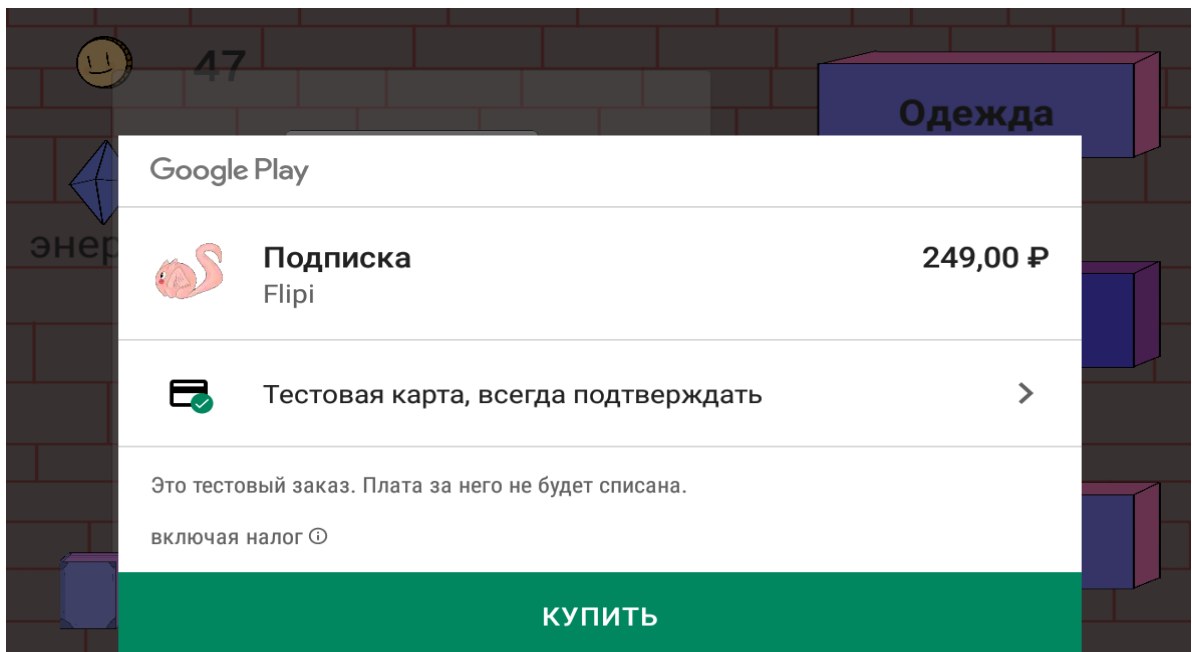 47
Одежда
Google Play
энер
Подписка
249,00 ₽
Flipi
Тестовая карта, всегда подтверждать
Это тестовый заказ. Плата за него не будет списана.
включая налог
КУПИТЬ